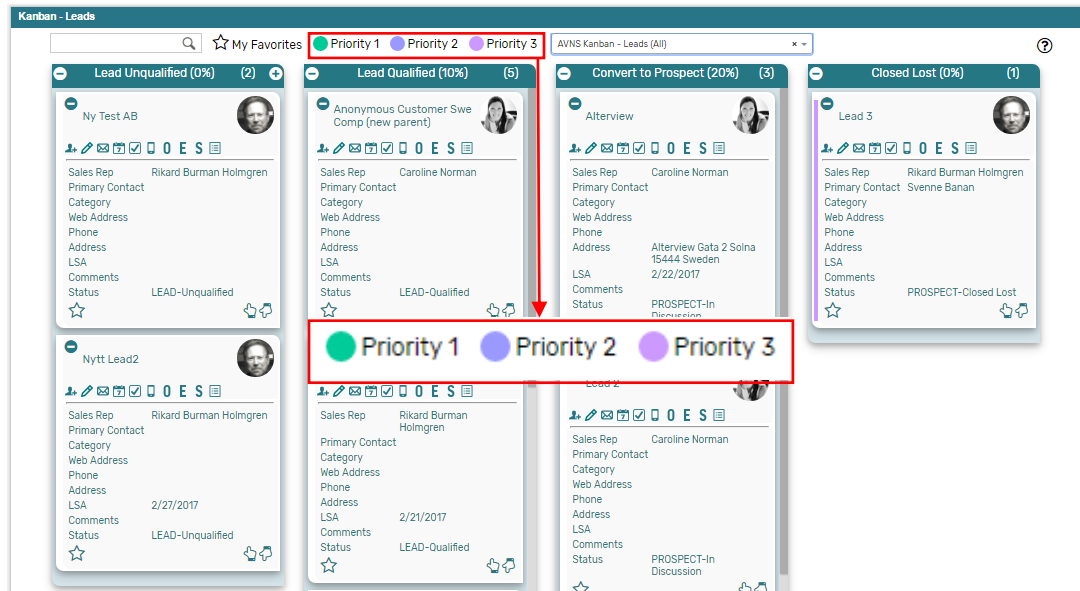 Kanban - Leads
My Favorites Priority 1 Priority 2 Priority 3 AVNS Kanban - Leads (All)
Lead Unqualified (0%) (2)
Ny Test AB
O E S
Sales Rep Rikard Burman Holmgren
Primary Contact
Category
Web Address
Phone
Address
LSA
Comments
Status LEAD-Unqualified
Nytt Lead2
O E S
Sales Rep Rikard Burman Holmgren
Primary Contact
Category
Web Address
Phone
Address
LSA 2/27/2017
Comments
Status LEAD-Unqualified
Lead Qualified (10%) (5)
Anonymous Customer Swe
Comp (new parent)
O E S
Sales Rep Caroline Norman
Primary Contact
Category
Web Address
Phone
Address
LSA
Comments
Status LEAD-Qualified
Priority 1 Priority 2 Priority 3
O E S
Sales Rep Rikard Burman
Holmgren
Primary Contact
Category
Web Address
Phone
Address
LSA 2/21/2017
Comments
Status LEAD-Qualified
Convert to Prospect (20%) (3)
Alterview
O E S
Sales Rep Caroline Norman
Primary Contact
Category
Web Address
Phone
Address Alterview Gata 2 Solna
15444 Sweden
LSA 2/22/2017
Comments
Status PROSPECT-In
Discussion
Lead 2
O E S
Sales Rep Caroline Norman
Primary Contact
Category
Web Address
Phone
Address
LSA
Comments
Status PROSPECT-In
Discussion
Closed Lost (0%) (1)
Lead 3
O E S
Sales Rep Rikard Burman Holmgren
Primary Contact Svenne Banan
Category
Web Address
Phone
Address
LSA
Comments
Status PROSPECT-Closed Lost